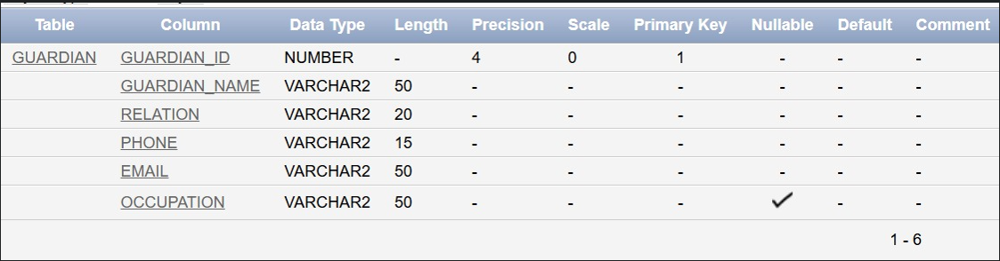 Table Column Data Type Length Precision Scale Primary Key Nullable Default Comment
GUARDIAN GUARDIAN_ID NUMBER - 4 0 1 - - -
GUARDIAN_NAME VARCHAR2 50 - - - - - -
RELATION VARCHAR2 20 - - - - - -
PHONE VARCHAR2 15 - - - - - -
EMAIL VARCHAR2 50 - - - - - -
OCCUPATION VARCHAR2 50 - - - ✓ - -
1 - 6